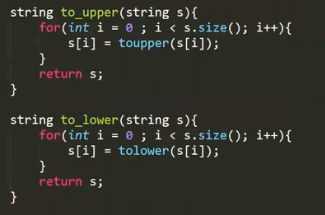 string to_upper(string s){
    for(int i = 0 ; i < s.size(); i++){
        s[i] = toupper(s[i]);
    }
    return s;
}

string to_lower(string s){
    for(int i = 0 ; i < s.size(); i++){
        s[i] = tolower(s[i]);
    }
    return s;
}